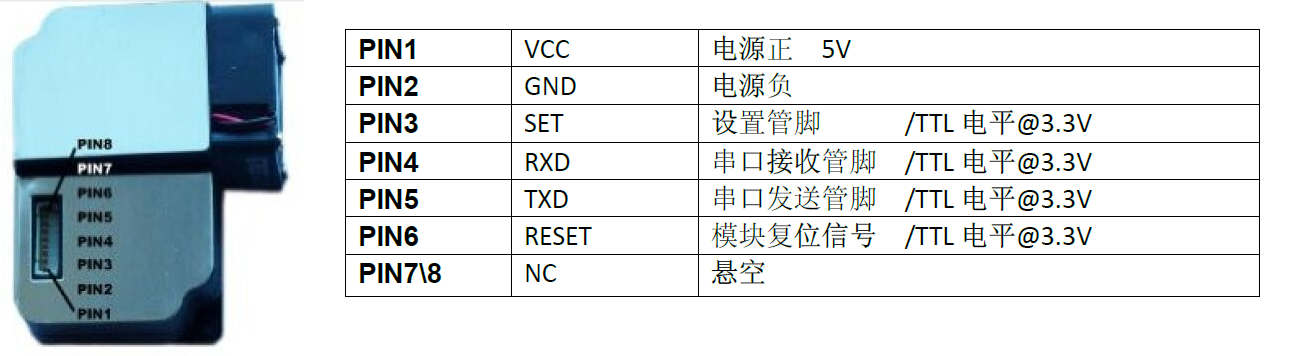 PIN8
PIN7
PIN6
PIN5
PIN4
PIN3
PIN2
PIN1
PIN1 VCC 电源正 5V
PIN2 GND 电源负
PIN3 SET 设置管脚 /TTL 电平@3.3V
PIN4 RXD 串口接收管脚 /TTL 电平@3.3V
PIN5 TXD 串口发送管脚 /TTL 电平@3.3V
PIN6 RESET 模块复位信号 /TTL 电平@3.3V
PIN7\8 NC 悬空